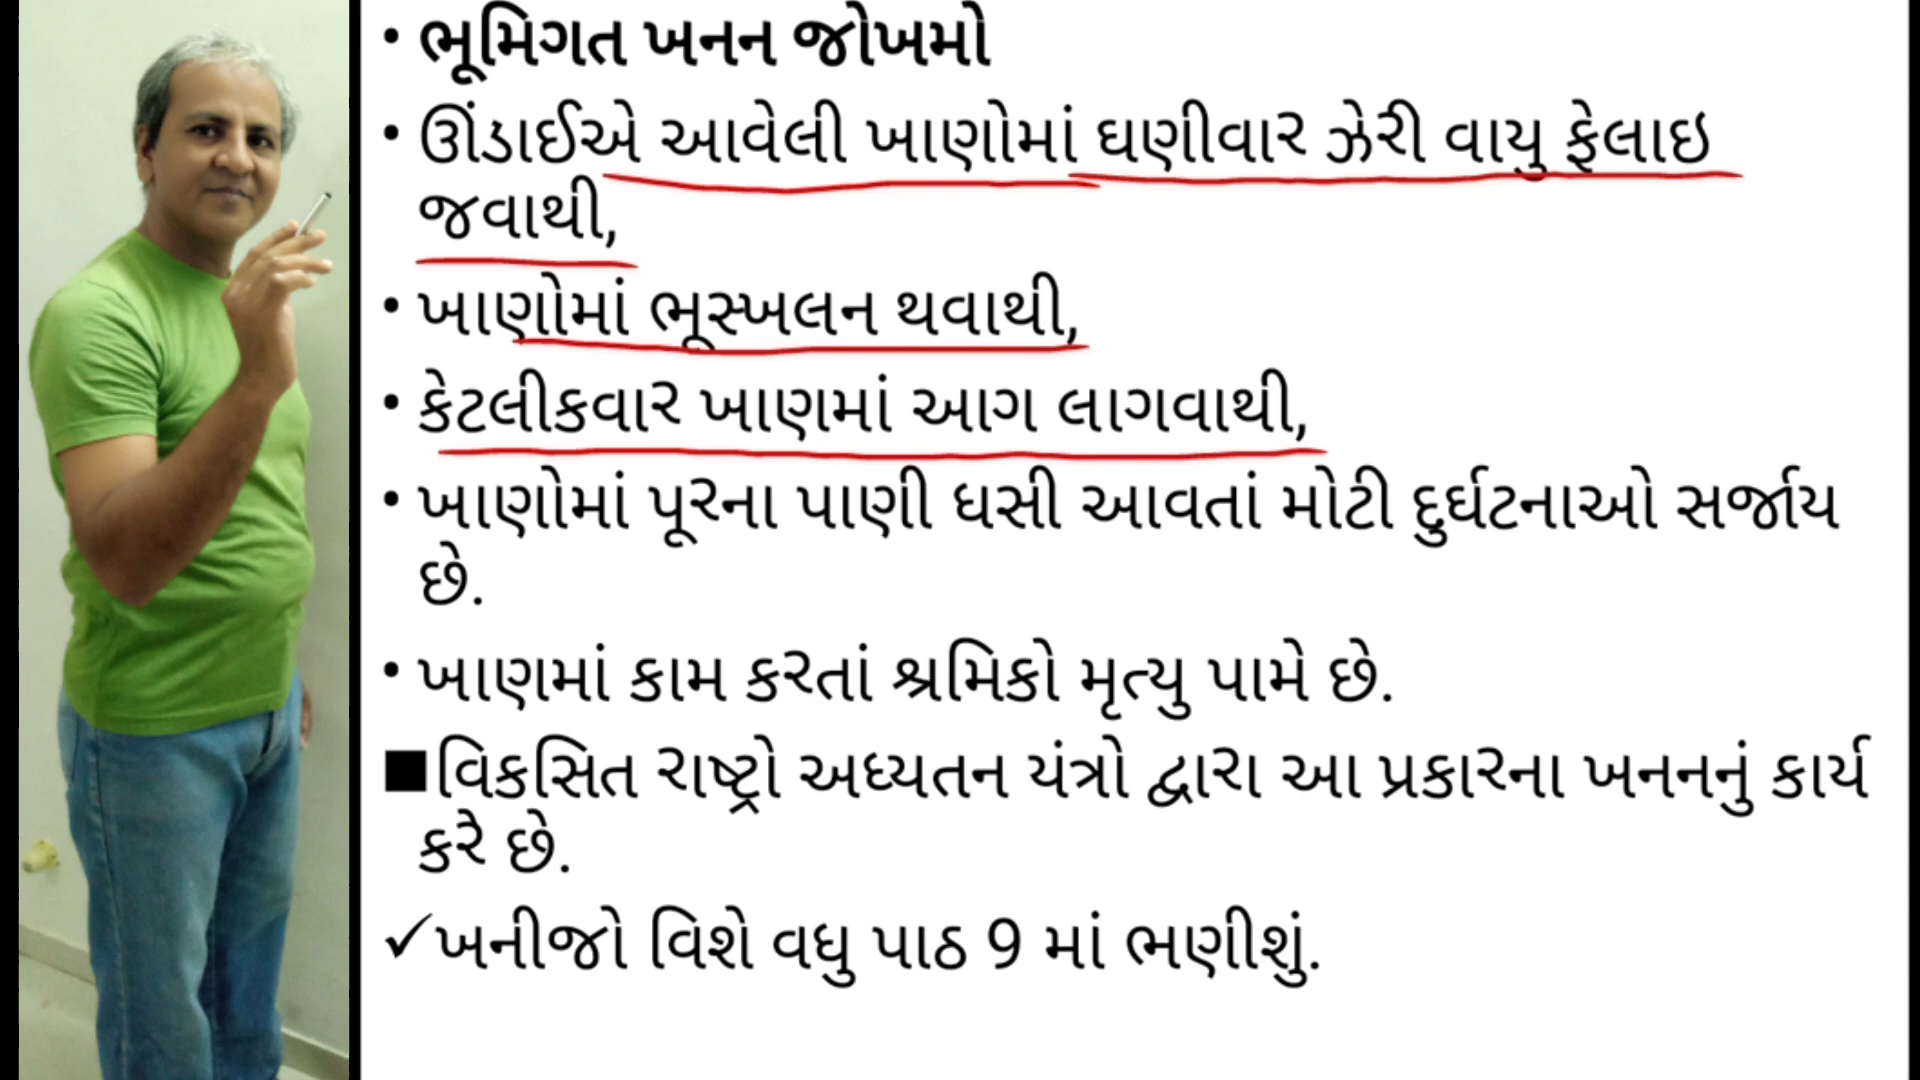 • ભૂમિગત ખનન જોખમો
• ઊંડાઈએ આવેલી ખાણોમાં ઘણીવાર ઝેરી વાયુ ફેલાઇ
જવાથી,
• ખાણોમાં ભૂસ્ખલન થવાથી,
• કેટલીકવાર ખાણમાં આગ લાગવાથી,
• ખાણોમાં પૂરના પાણી ધસી આવતાં મોટી દુર્ઘટનાઓ સર્જાય
છે.
• ખાણમાં કામ કરતાં શ્રમિકો મૃત્યુ પામે છે.
■વિકસિત રાષ્ટ્રો અધ્યતન યંત્રો દ્વારા આ પ્રકારના ખનનનું કાર્ય
કરે છે.
✓ખનીજો વિશે વધુ પાઠ 9 માં ભણીશું.